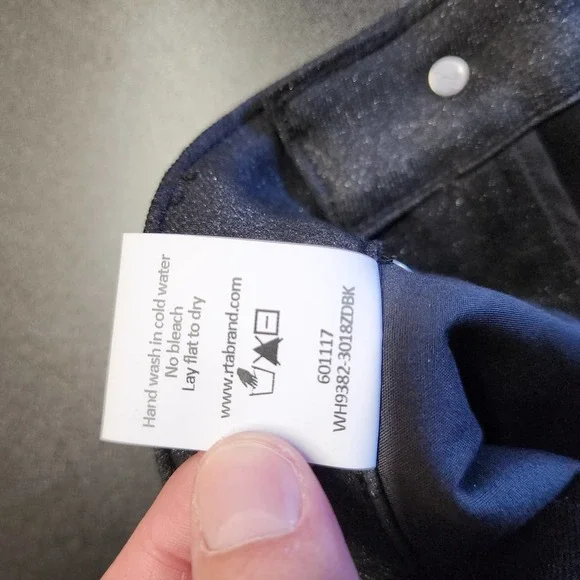 Hand wash in cold water
No bleach
Lay flat to dry
www.rtabrand.com
601117
WH9382-3018ZDBK